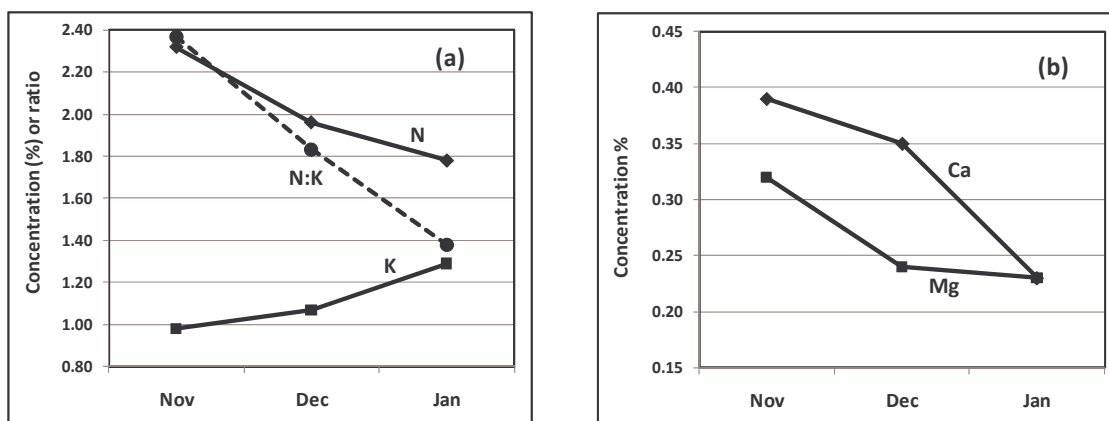 (a)
Concentration (%) or ratio
2.40
2.20
2.00
1.80
1.60
1.40
1.20
1.00
0.80
N
N:K
K
Nov Dec Jan
(b)
Concentration %
0.45
0.40
0.35
0.30
0.25
0.20
0.15
Ca
Mg
Nov Dec Jan